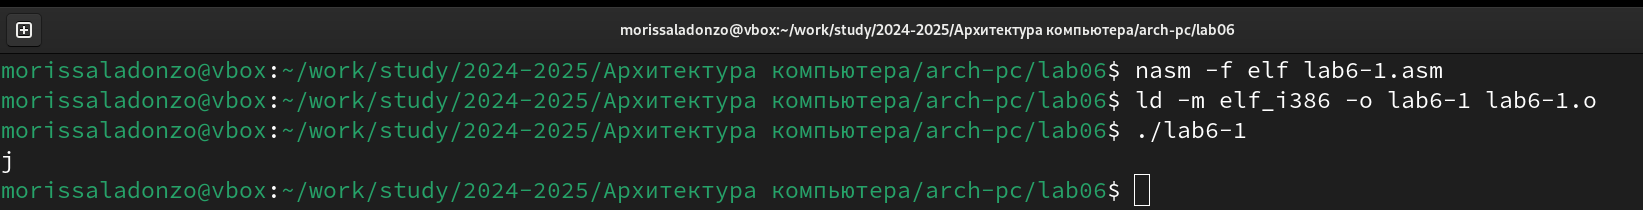 morissaladonzo@vbox:~/work/study/2024-2025/Архитектура компьютера/arch-pc/lab06
morissaladonzo@vbox:~/work/study/2024-2025/Архитектура компьютера/arch-pc/lab06$ nasm -f elf lab6-1.asm
morissaladonzo@vbox:~/work/study/2024-2025/Архитектура компьютера/arch-pc/lab06$ ld -m elf_i386 -o lab6-1 lab6-1.o
morissaladonzo@vbox:~/work/study/2024-2025/Архитектура компьютера/arch-pc/lab06$ ./lab6-1
j
morissaladonzo@vbox:~/work/study/2024-2025/Архитектура компьютера/arch-pc/lab06$